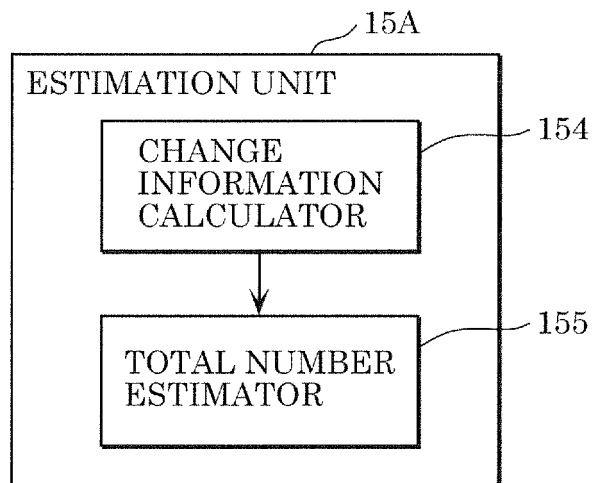 15A
ESTIMATION UNIT
154
CHANGE
INFORMATION
CALCULATOR
155
TOTAL NUMBER
ESTIMATOR